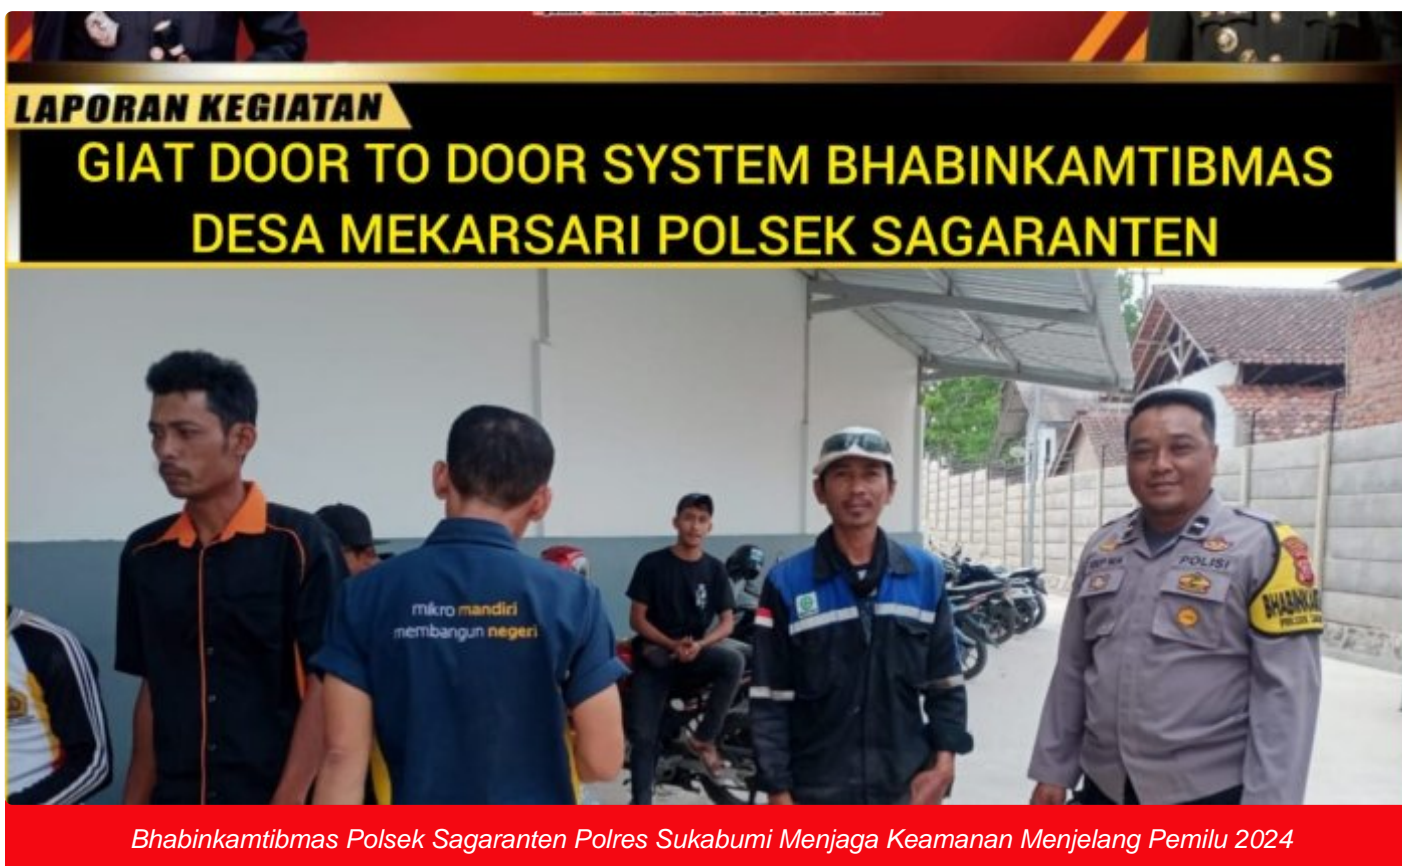 LAPORAN KEGIATAN
GIAT DOOR TO DOOR SYSTEM BHABINKAMTIBMAS
DESA MEKARSARI POLSEK SAGARANTEN
mikro mandiri
membangun negeri
POLISI
Bhabinkamtibmas Polsek Sagaranten Polres Sukabumi Menjaga Keamanan Menjelang Pemilu 2024